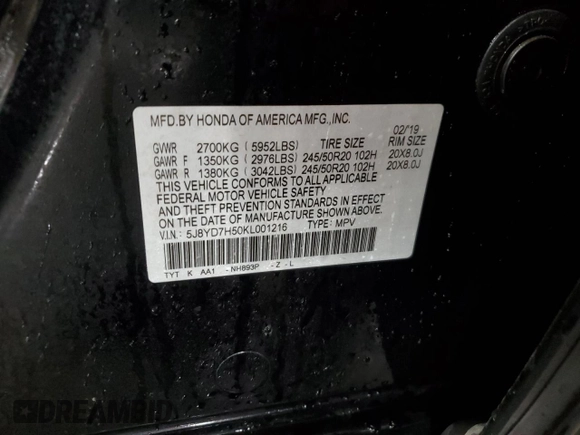 MFD.BY HONDA OF AMERICA MFG.,INC.
02/'19
GVWR 2700KG ( 5952LBS) TIRE SIZE RIM SIZE
GAWR F 1350KG ( 2976LBS) 245/50R20 102H 20X8.0J
GAWR R 1380KG ( 3042LBS) 245/50R20 102H 20X8.0J
THIS VEHICLE CONFORMS TO ALL APPLICABLE
FEDERAL MOTOR VEHICLE SAFETY
AND THEFT PREVENTION STANDARDS IN EFFECT
ON THE DATE OF MANUFACTURE SHOWN ABOVE.
V.I.N: 5J8YD7H50KL001216 TYPE: MPV
TYT K AA1 -NH893P -Z -L
DREAMBID